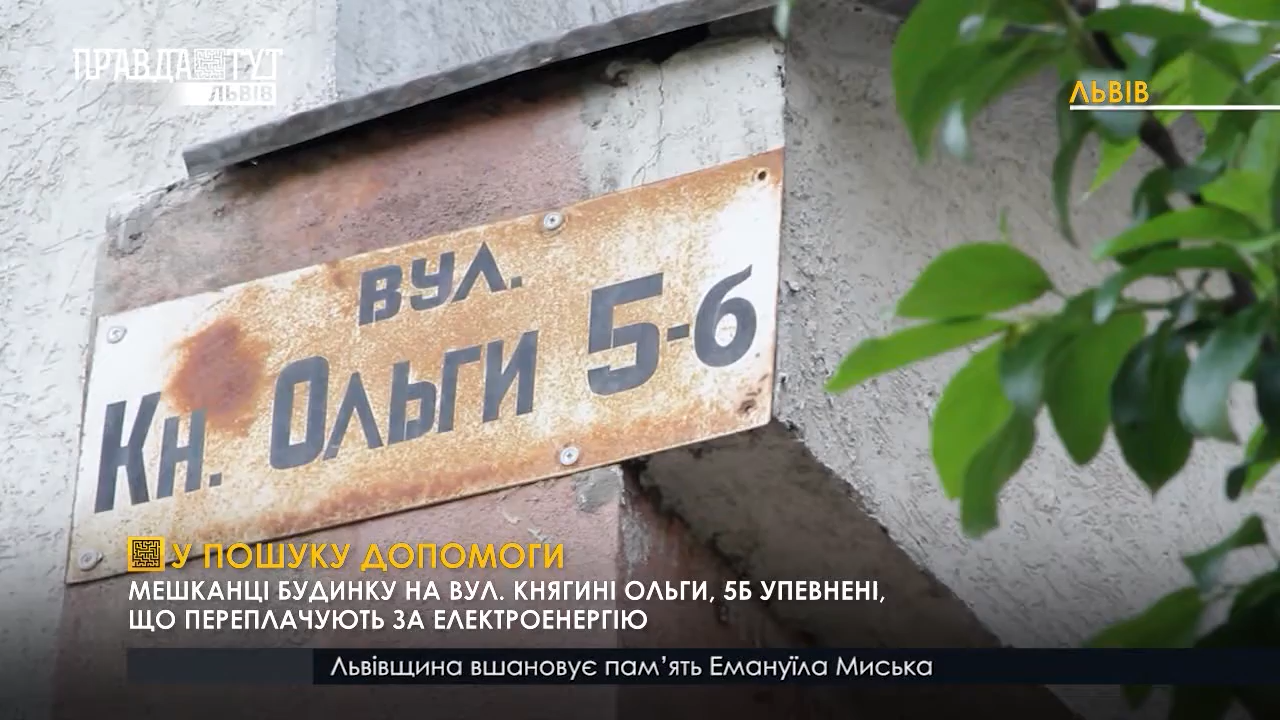 ПРАВДА ТУТ
ЛЬВІВ
ЛЬВІВ
вул.
Кн. Ольги 5-б
У ПОШУКУ ДОПОМОГИ
МЕШКАНЦІ БУДИНКУ НА ВУЛ. КНЯГИНІ ОЛЬГИ, 5Б УПЕВНЕНІ,
ЩО ПЕРЕПЛАЧУЮТЬ ЗА ЕЛЕКТРОЕНЕРГІЮ
Львівщина вшановує пам’ять Емануїла Миська